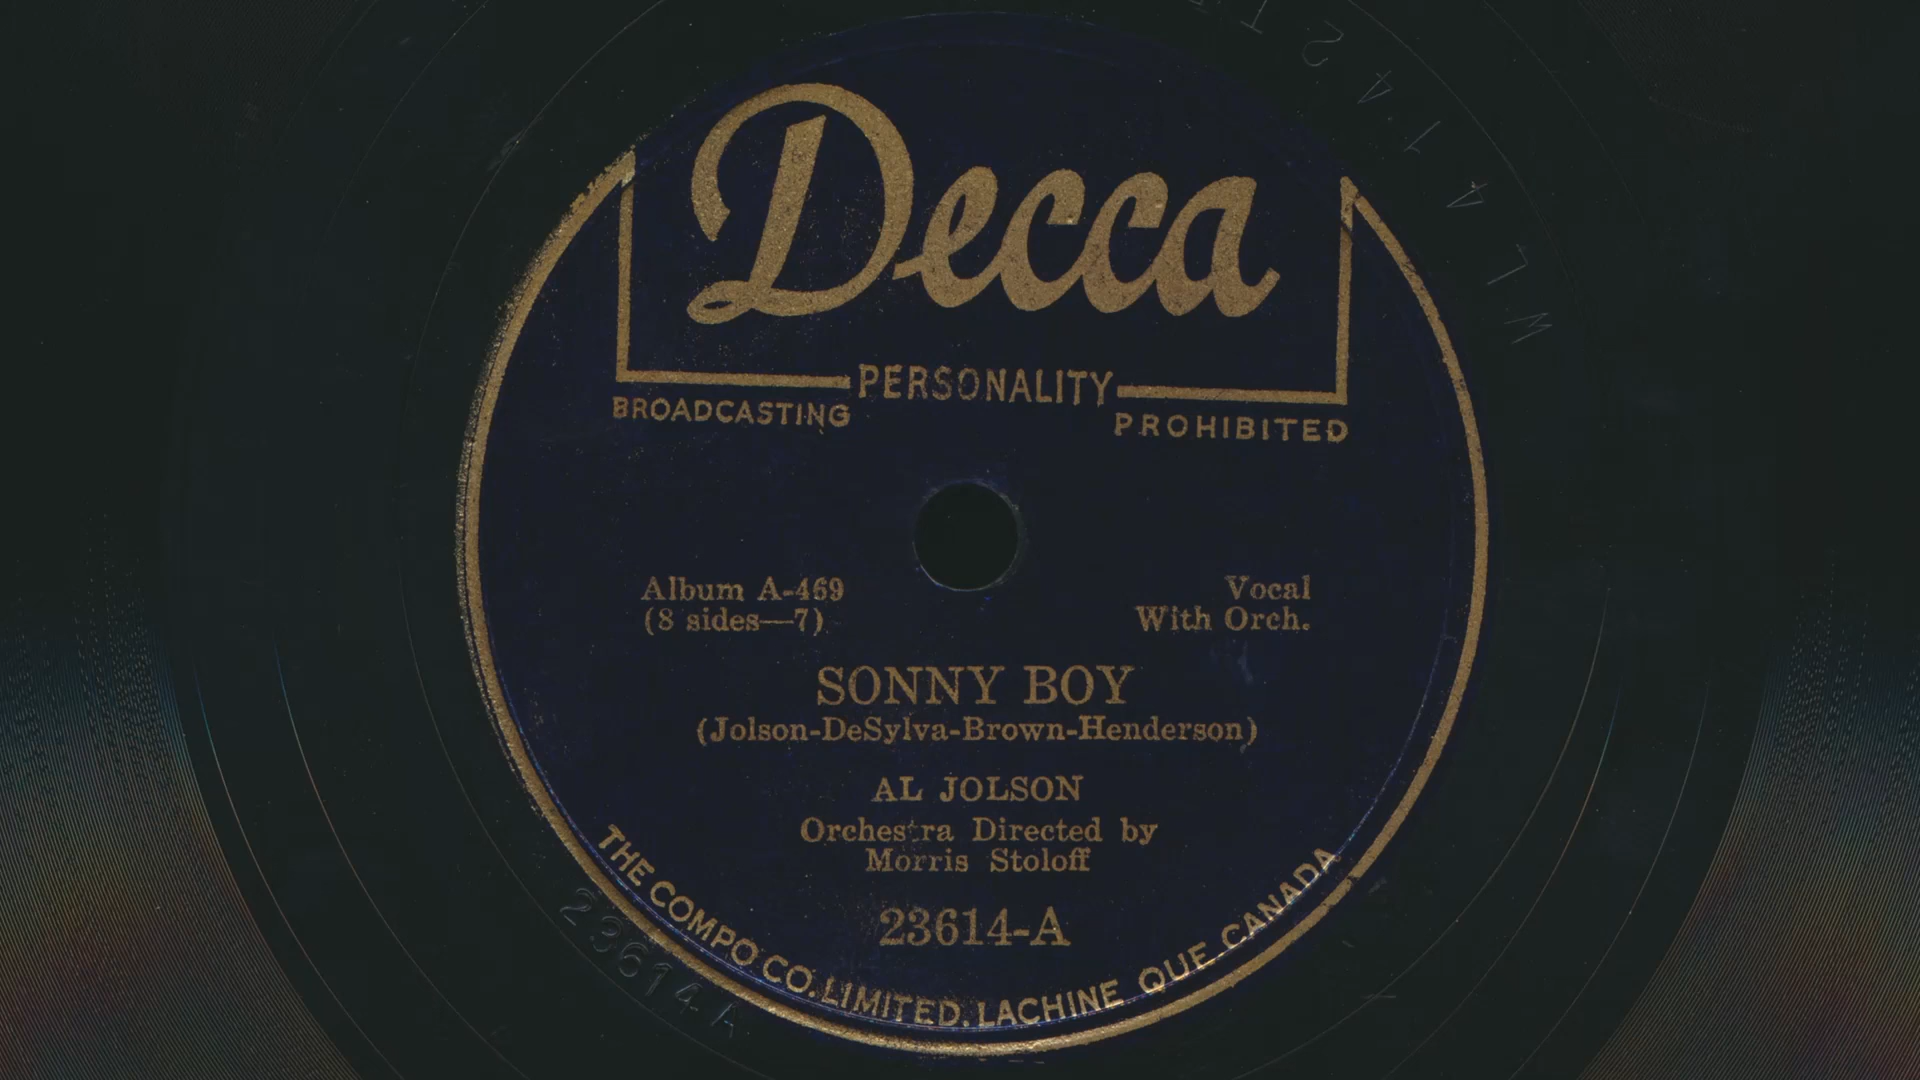 Decca
PERSONALITY
BROADCASTING
PROHIBITED
Album A-469
(8 sides—7)
Vocal
With Orch.
SONNY BOY
(Jolson-DeSylva-Brown-Henderson)
AL JOLSON
Orchestra Directed by
Morris Stoloff
23614-A
THE COMPO CO. LIMITED. LACHINE QUE. CANADA
23614 A